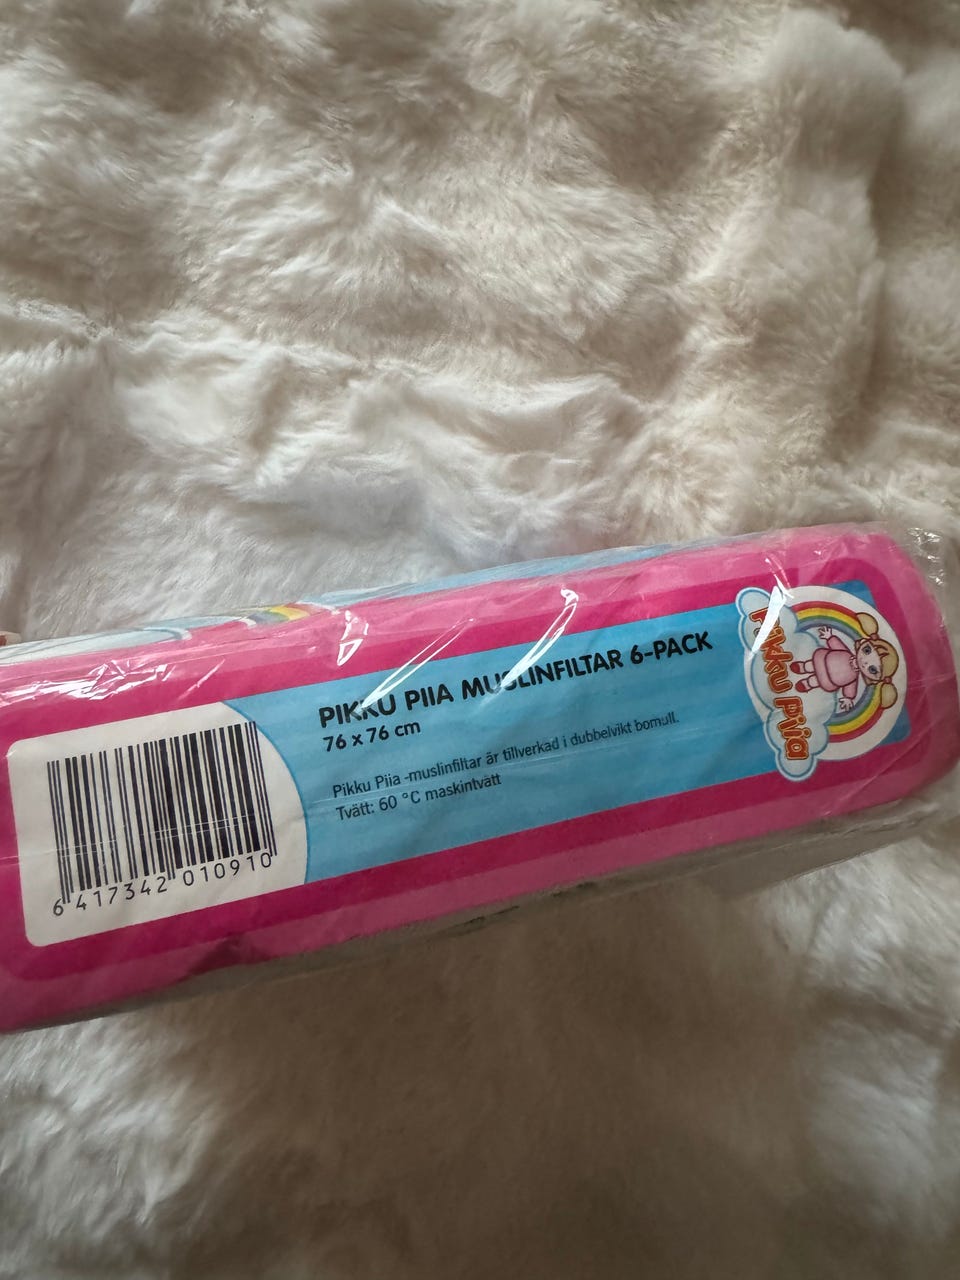 PIKKU PIIA MUSLINFILTAR 6-PACK
76 x 76 cm
Pikku Piia -muslinfiltar är tillverkad i dubbelvikt bomull.
Tvätt: 60 °C maskintvätt
6 417342 010910
Pikku Piia